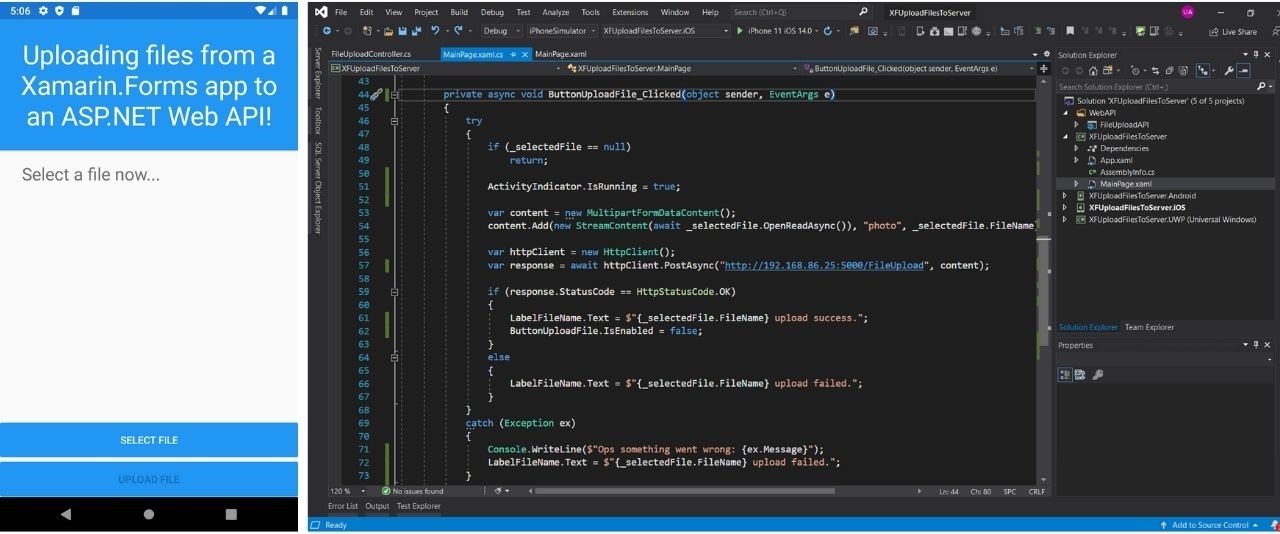 5:06
Uploading files from a
Xamarin.Forms app to
an ASP.NET Web API!
Select a file now...
SELECT FILE
UPLOAD FILE
File Edit View Project Build Debug Test Analyze Tools Extensions Window Help Search (Ctrl+Q) XFUploadFilesToServer UA
Debug iPhoneSimulator XFUploadFilesToServer.iOS iPhone 11 iOS 14.0 Live Share
Server Explorer
Toolbox
SQL Server Object Explorer
FileUploadController.cs MainPage.xaml.cs MainPage.xaml
XFUploadFilesToServer XFUploadFilesToServer.MainPage ButtonUploadFile_Clicked(object sender, EventArgs e)
43
44 private async void ButtonUploadFile_Clicked(object sender, EventArgs e)
45 {
46 try
47 {
48 if (_selectedFile == null)
49 return;
50
51 ActivityIndicator.IsRunning = true;
52
53 var content = new MultipartFormDataContent();
54 content.Add(new StreamContent(await _selectedFile.OpenReadAsync()), "photo", _selectedFile.FileName
55
56 var httpClient = new HttpClient();
57 var response = await httpClient.PostAsync("http://192.168.86.25:5000/FileUpload", content);
58
59 if (response.StatusCode == HttpStatusCode.OK)
60 {
61 LabelFileName.Text = $"{_selectedFile.FileName} upload success.";
62 ButtonUploadFile.IsEnabled = false;
63 }
64 else
65 {
66 LabelFileName.Text = $"{_selectedFile.FileName} upload failed.";
67 }
68 }
69 catch (Exception ex)
70 {
71 Console.WriteLine($"Ops something went wrong: {ex.Message}");
72 LabelFileName.Text = $"{_selectedFile.FileName} upload failed.";
73 }
120 % No issues found Ln: 44 Ch: 80 SPC CRLF
Error List Output Test Explorer
Ready Add to Source Control
Solution Explorer
Search Solution Explorer (Ctrl+;)
Solution 'XFUploadFilesToServer' (5 of 5 projects)
WebAPI
FileUploadAPI
XFUploadFilesToServer
Dependencies
App.xaml
AssemblyInfo.cs
MainPage.xaml
XFUploadFilesToServer.Android
XFUploadFilesToServer.iOS
XFUploadFilesToServer.UWP (Universal Windows)
Solution Explorer Team Explorer
Properties